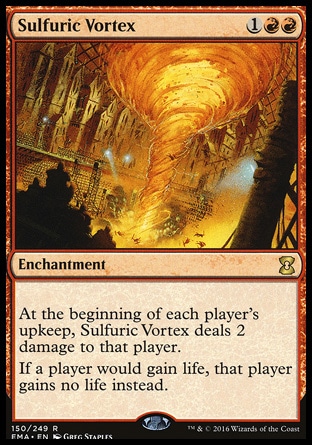 Sulfuric Vortex 1
Enchantment
At the beginning of each player's
upkeep, Sulfuric Vortex deals 2
damage to that player.
If a player would gain life, that player
gains no life instead.
150/249 R
EMA • EN Greg Staples
™ & © 2016 Wizards of the Coast